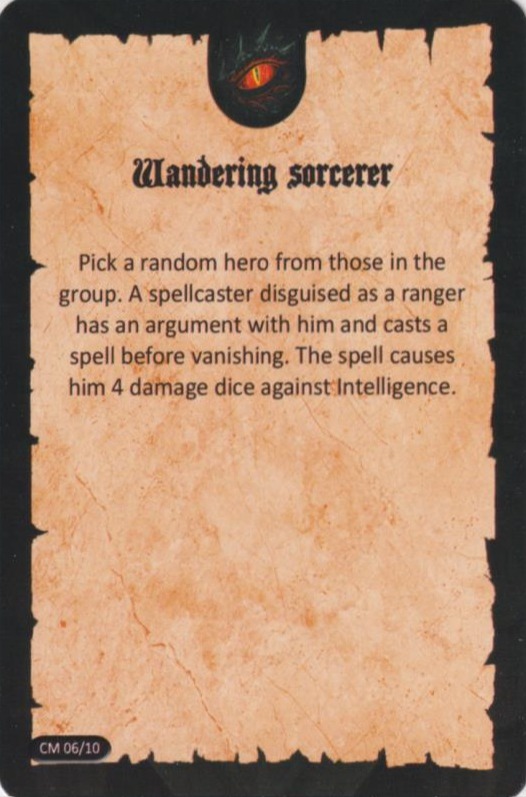 Wandering sorcerer
Pick a random hero from those in the
group. A spellcaster disguised as a ranger
has an argument with him and casts a
spell before vanishing. The spell causes
him 4 damage dice against Intelligence.
CM 06/10